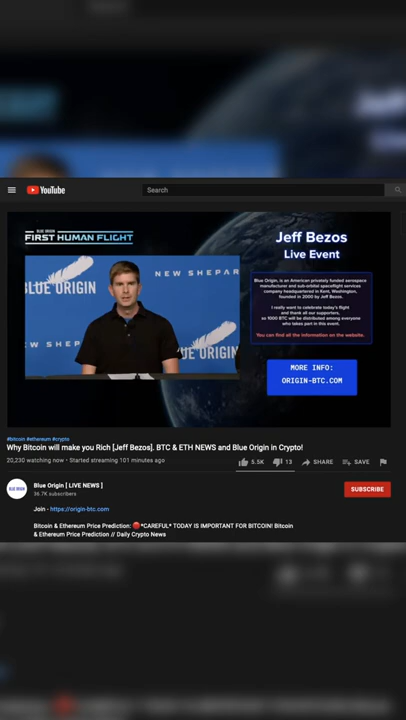 YouTube
Search
BLUE ORIGIN
FIRST HUMAN FLIGHT
BLUE ORIGIN
NEW SHEPAR
UE ORIGIN
Jeff Bezos
Live Event
Blue Origin, is an American privately funded aerospace
manufacturer and sub-orbital spaceflight services
company headquartered in Kent, Washington,
founded in 2000 by Jeff Bezos.
I really want to celebrate today's flight
and thank all our supporters,
so 1000 BTC will be distributed among everyone
who takes part in this event.
*You can find all the information on the website.
MORE INFO:
ORIGIN-BTC.COM
#bitcoin #ethereum #crypto
Why Bitcoin will make you Rich [Jeff Bezos]. BTC & ETH NEWS and Blue Origin in Crypto!
20,230 watching now • Started streaming 101 minutes ago
5.5K
13
SHARE
SAVE
BLUE ORIGIN
Blue Origin [ LIVE NEWS ]
36.7K subscribers
SUBSCRIBE
Join - https://origin-btc.com
Bitcoin & Ethereum Price Prediction: 🔴*CAREFUL* TODAY IS IMPORTANT FOR BITCOIN! Bitcoin
& Ethereum Price Prediction // Daily Crypto News